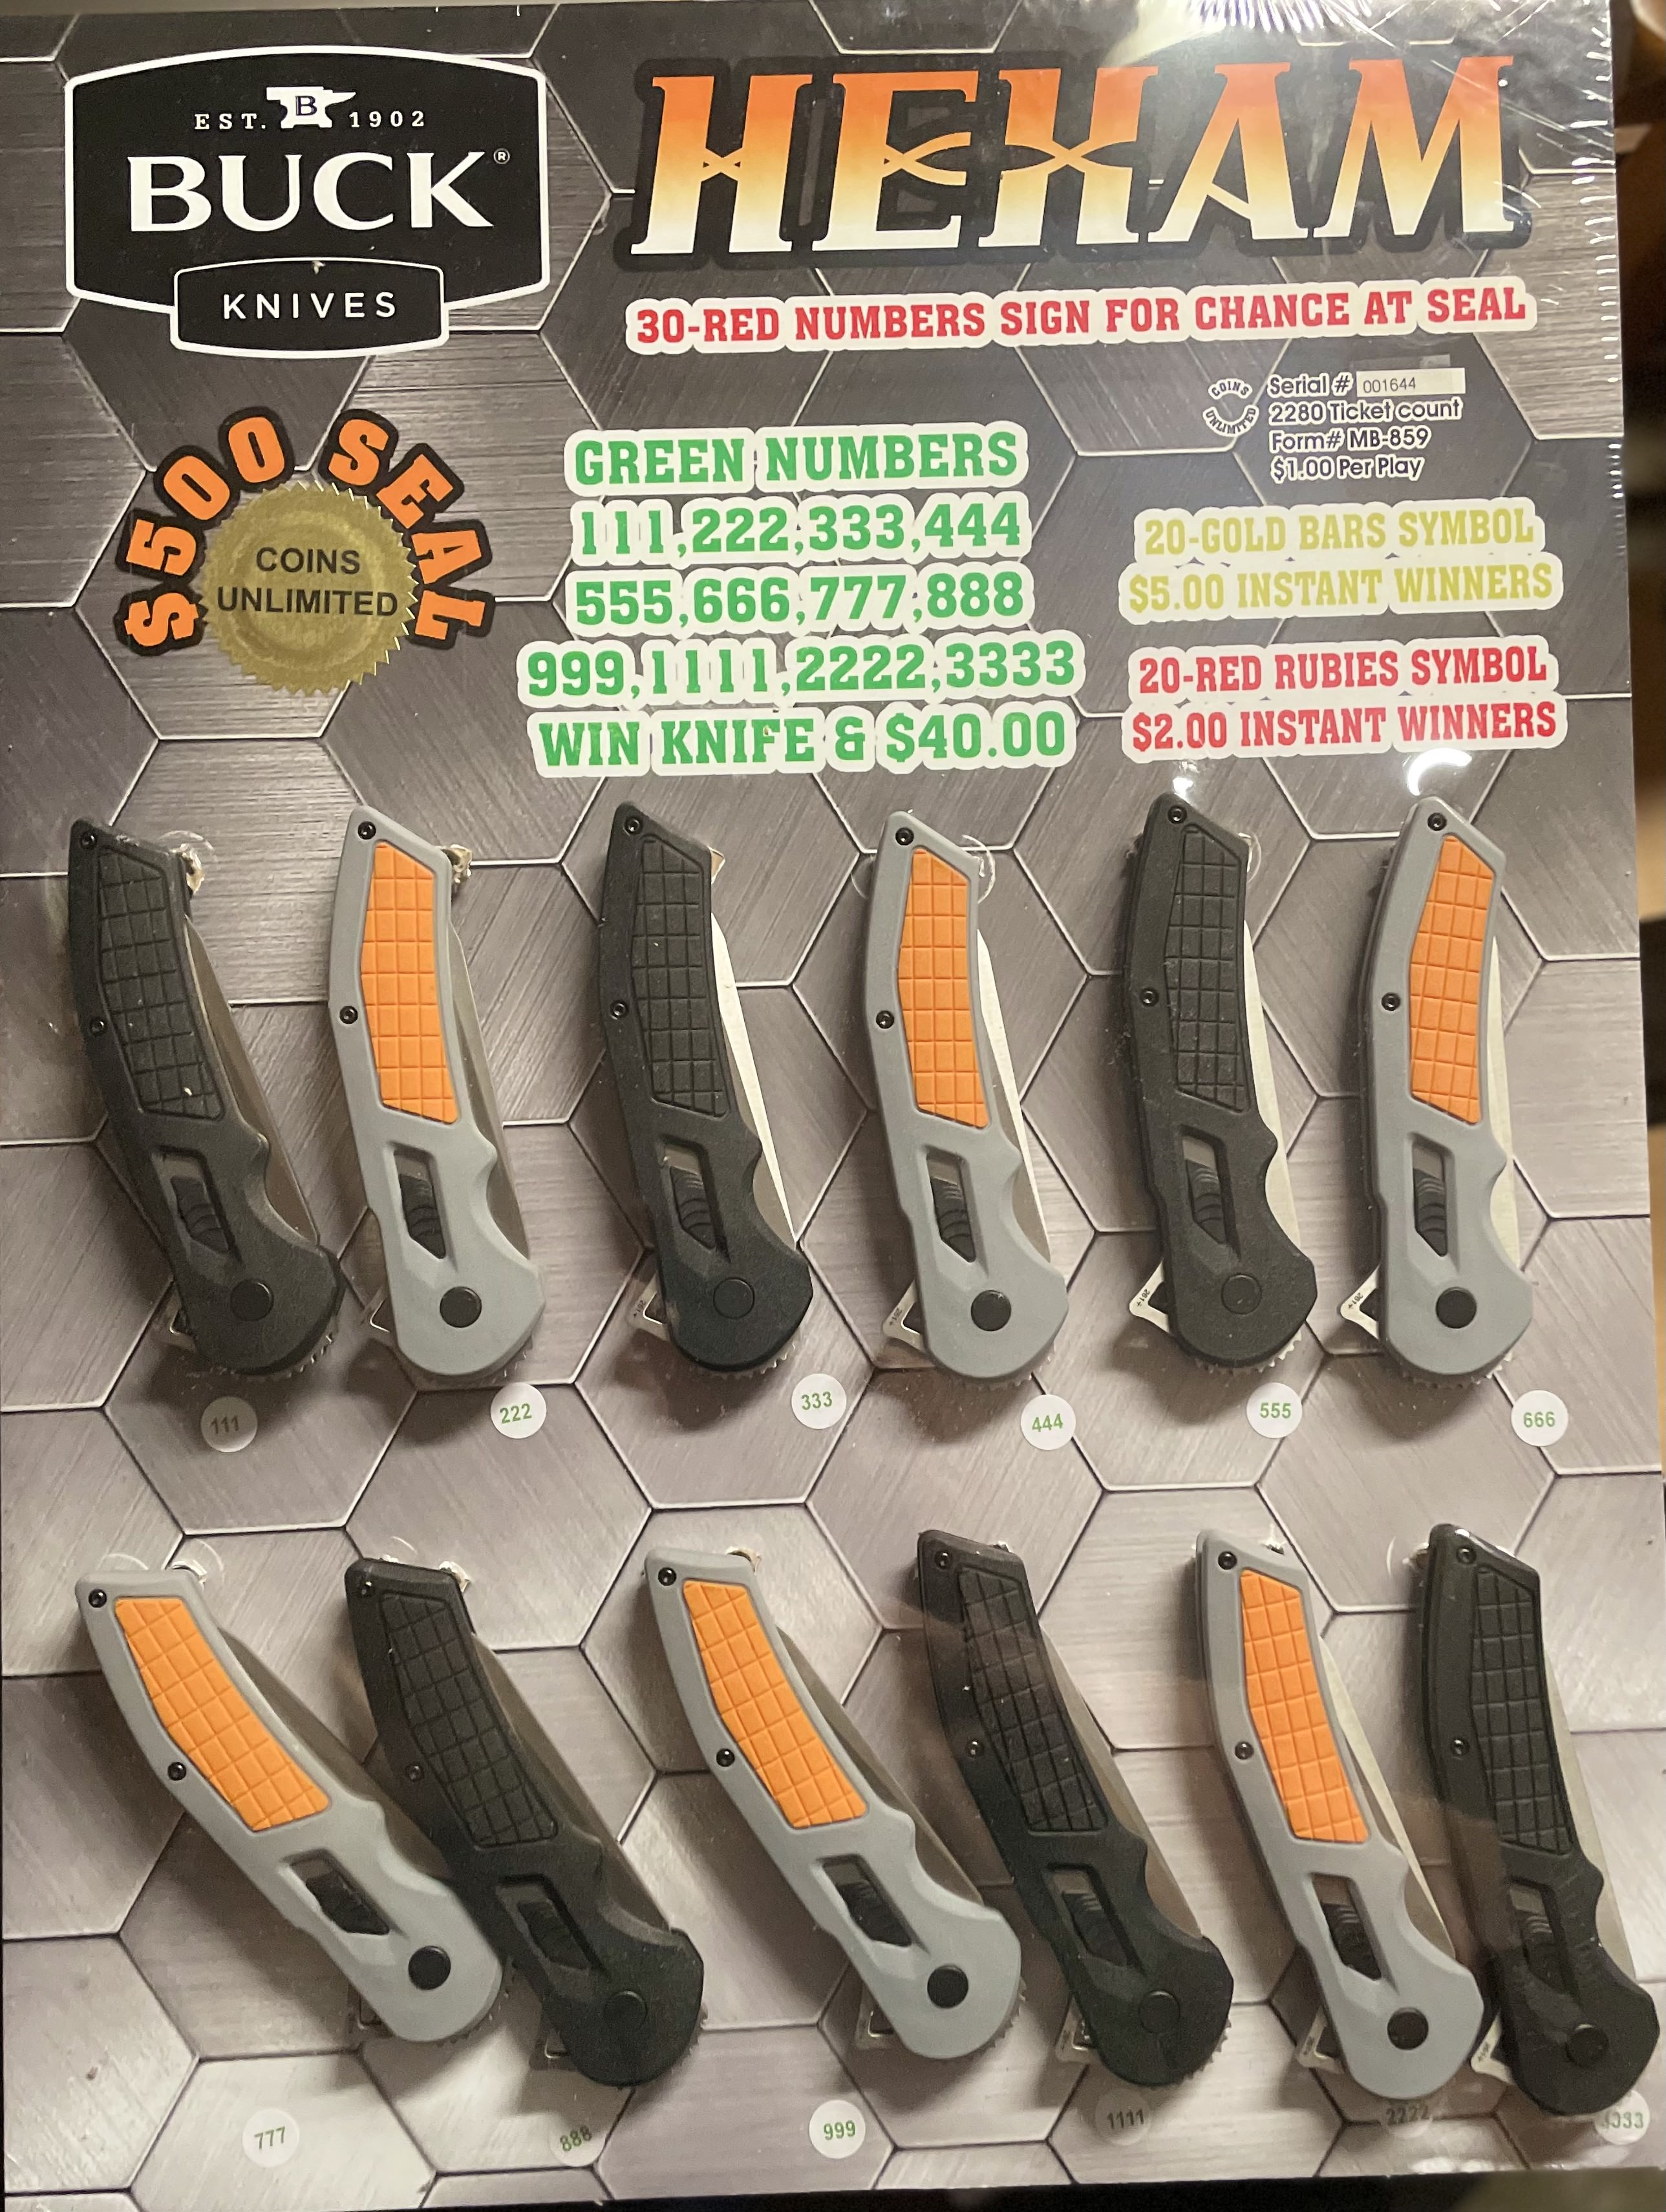 EST. B 1902
BUCK®
KNIVES
HEXAM
30-RED NUMBERS SIGN FOR CHANCE AT SEAL
COINS UNLIMITED
Serial # 001644
2280 Ticket count
Form# MB-859
$1.00 Per Play
$500 SEAL
COINS
UNLIMITED
GREEN NUMBERS
111,222,333,444
555,666,777,888
999,1111,2222,3333
WIN KNIFE & $40.00
20-GOLD BARS SYMBOL
$5.00 INSTANT WINNERS
20-RED RUBIES SYMBOL
$2.00 INSTANT WINNERS
111
222
333
444
555
666
777
888
999
1111
2222
3333